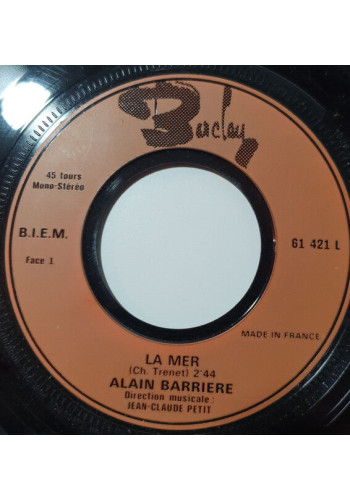 Barclay
45 tours
Mono-Stéréo
B.I.E.M.
61 421 L
Face 1
MADE IN FRANCE
LA MER
(Ch. Trenet) 2'44
ALAIN BARRIERE
Direction musicale :
JEAN-CLAUDE PETIT